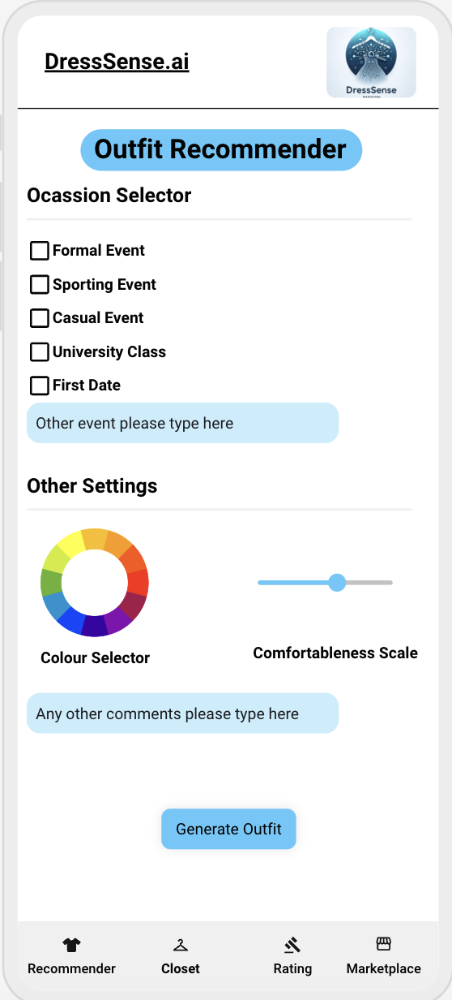 DressSense.ai
DressSense
Outfit Recommender
Ocassion Selector
Formal Event
Sporting Event
Casual Event
University Class
First Date
Other event please type here
Other Settings
Colour Selector
Comfortableness Scale
Any other comments please type here
Generate Outfit
Recommender
Closet
Rating
Marketplace